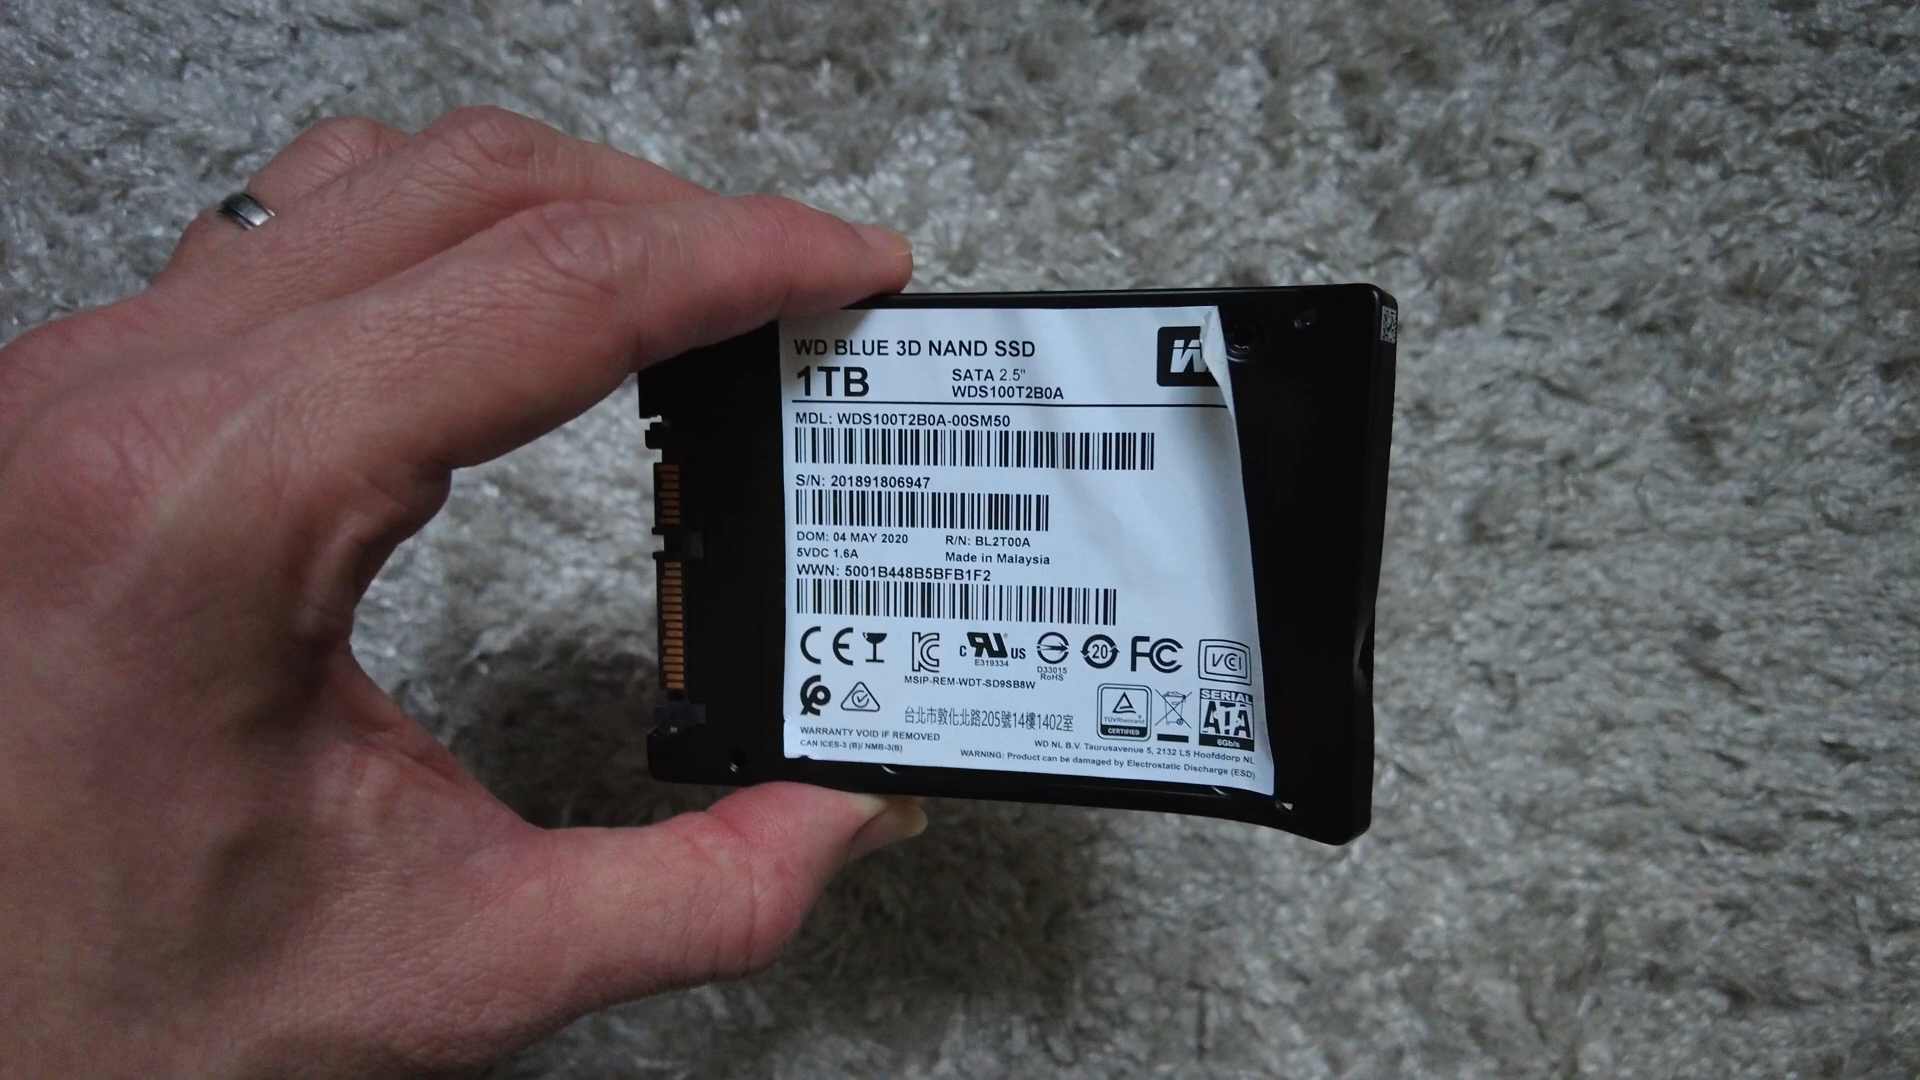 WD BLUE 3D NAND SSD
1TB
SATA 2.5"
WDS100T2B0A
MDL: WDS100T2B0A-00SM50
S/N: 201891806947
DOM: 04 MAY 2020
R/N: BL2T00A
5VDC 1.6A
Made in Malaysia
WWN: 5001B448B5BFB1F2
CE
c RU US
E319334
D33015
RoHS
20
FC
VCI
MSIP-REM-WDT-SD9SB8W
台北市敦化北路205號14樓1402室
TÜVRheinland
CERTIFIED
SERIAL
ATA
6Gb/s
WARRANTY VOID IF REMOVED
CAN ICES-3 (B)/ NMB-3(B)
WD NL B.V. Taurusavenue 5, 2132 LS Hoofddorp NL
WARNING: Product can be damaged by Electrostatic Discharge (ESD)